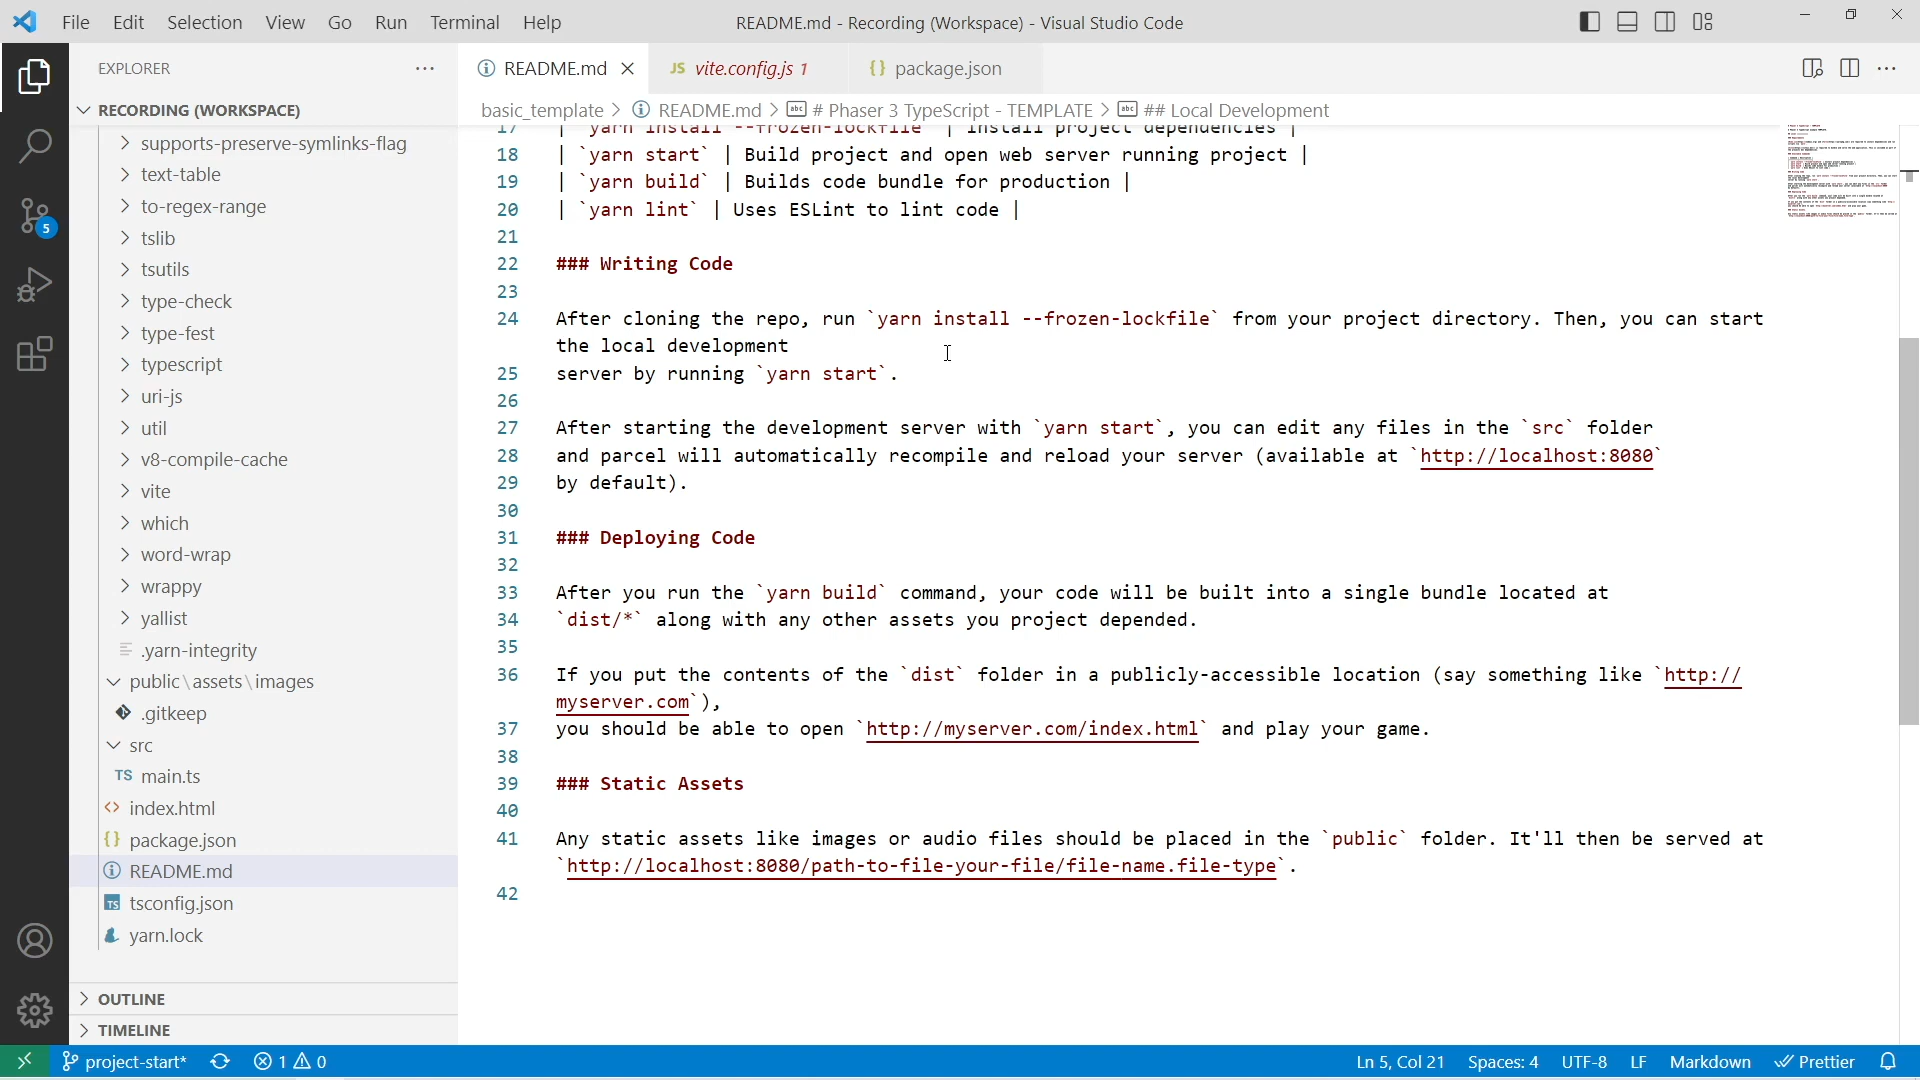 File Edit Selection View Go Run Terminal Help
README.md - Recording (Workspace) - Visual Studio Code
EXPLORER
README.md
JS vite.config.js 1
{} package.json
RECORDING (WORKSPACE)
basic_template > README.md > # Phaser 3 TypeScript - TEMPLATE > ## Local Development
supports-preserve-symlinks-flag
text-table
to-regex-range
tslib
tsutils
type-check
type-fest
typescript
uri-js
util
v8-compile-cache
vite
which
word-wrap
wrappy
yallist
.yarn-integrity
public\assets\images
.gitkeep
src
TS main.ts
<> index.html
{} package.json
README.md
TS tsconfig.json
yarn.lock
OUTLINE
TIMELINE
17 | `yarn install --frozen-lockfile` | Install project dependencies |
18 | `yarn start` | Build project and open web server running project |
19 | `yarn build` | Builds code bundle for production |
20 | `yarn lint` | Uses ESLint to lint code |
21
22 ### Writing Code
23
24 After cloning the repo, run `yarn install --frozen-lockfile` from your project directory. Then, you can start
the local development
25 server by running `yarn start`.
26
27 After starting the development server with `yarn start`, you can edit any files in the `src` folder
28 and parcel will automatically recompile and reload your server (available at `http://localhost:8080`
29 by default).
30
31 ### Deploying Code
32
33 After you run the `yarn build` command, your code will be built into a single bundle located at
34 `dist/*` along with any other assets you project depended.
35
36 If you put the contents of the `dist` folder in a publicly-accessible location (say something like `http://
myserver.com`),
37 you should be able to open `http://myserver.com/index.html` and play your game.
38
39 ### Static Assets
40
41 Any static assets like images or audio files should be placed in the `public` folder. It'll then be served at
`http://localhost:8080/path-to-file-your-file/file-name.file-type`.
42
5
project-start* 1 0
Ln 5, Col 21 Spaces: 4 UTF-8 LF Markdown Prettier